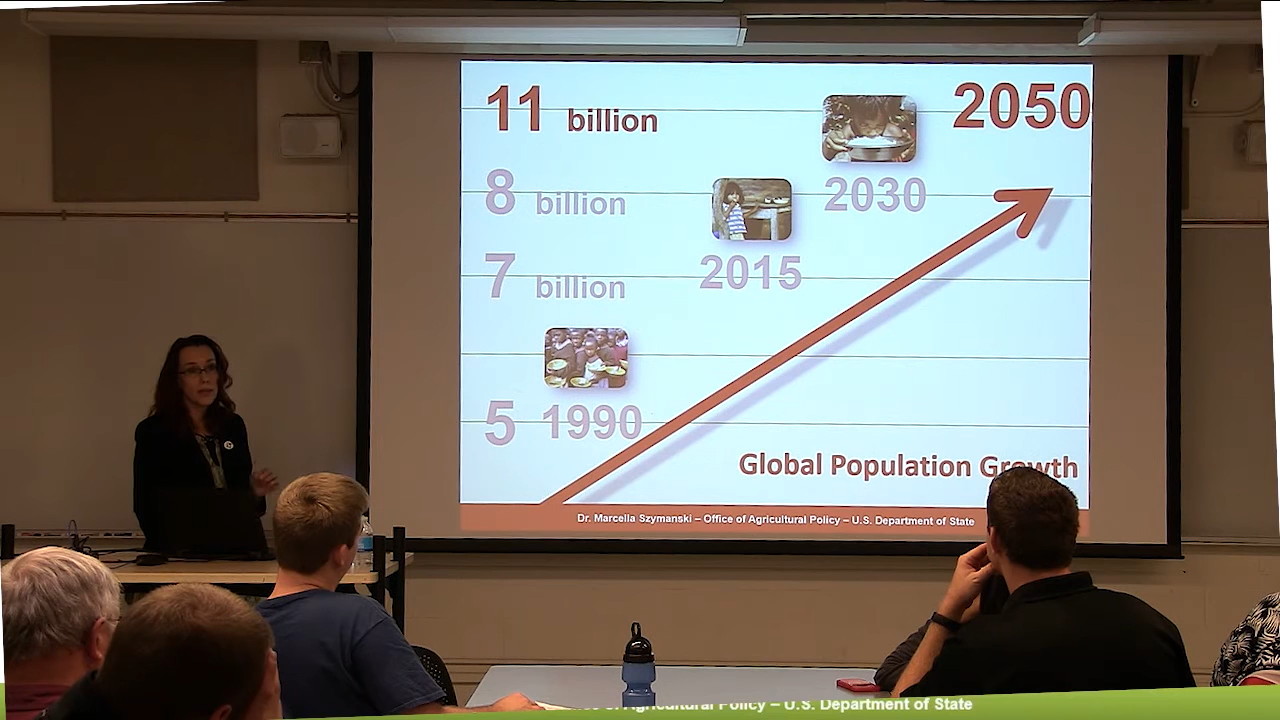 11 billion
2050
8 billion
2030
7 billion
2015
5 1990
Global Population Growth
Dr. Marcella Szymanski – Office of Agricultural Policy – U.S. Department of State
Agricultural Policy – U.S. Department of State